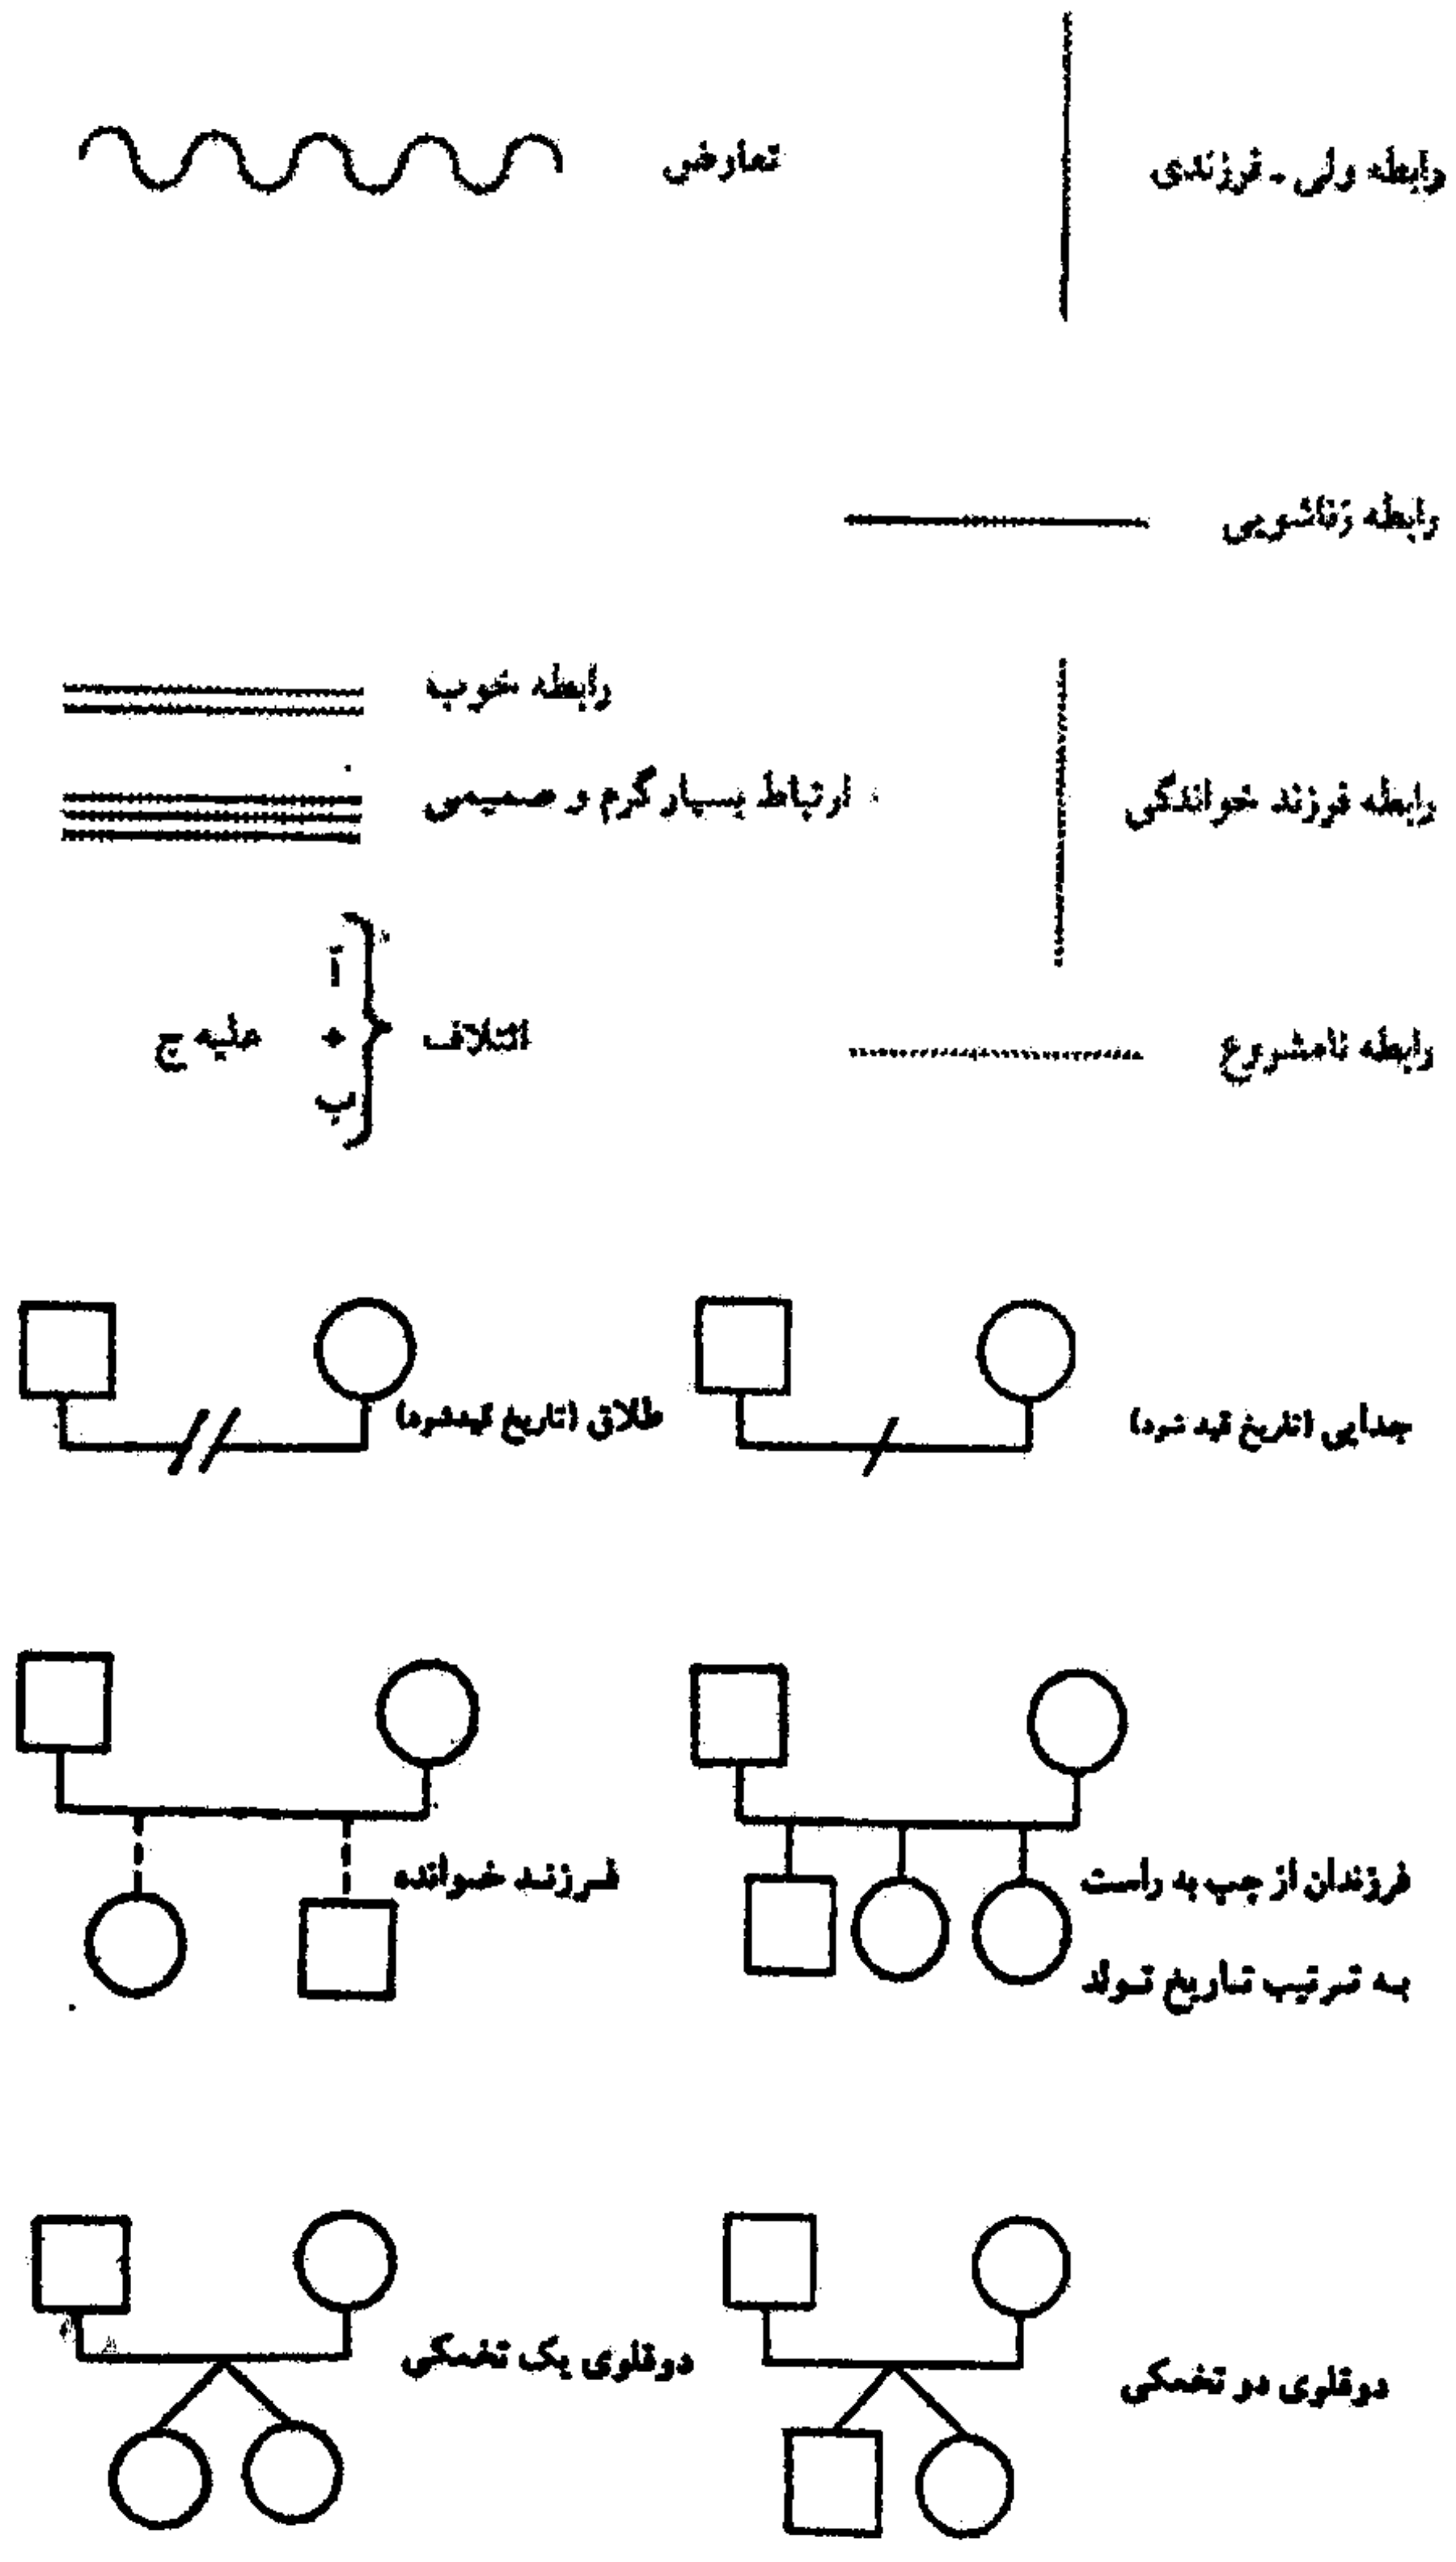 رابطه ولی - فرزندی
تعارض
رابطه زناشویی
رابطه خوب
رابطه فرزند خواندگی
ارتباط بسیار گرم و صمیمی
رابطه نامشروع
ائتلاف
آ
+
ب
علیه ج
جدایی (تاریخ قید شود)
طلاق (تاریخ قید شود)
فرزندان از چپ به راست
به ترتیب تاریخ تولد
فرزند خوانده
دوقلوی دو تخمکی
دوقلوی یک تخمکی